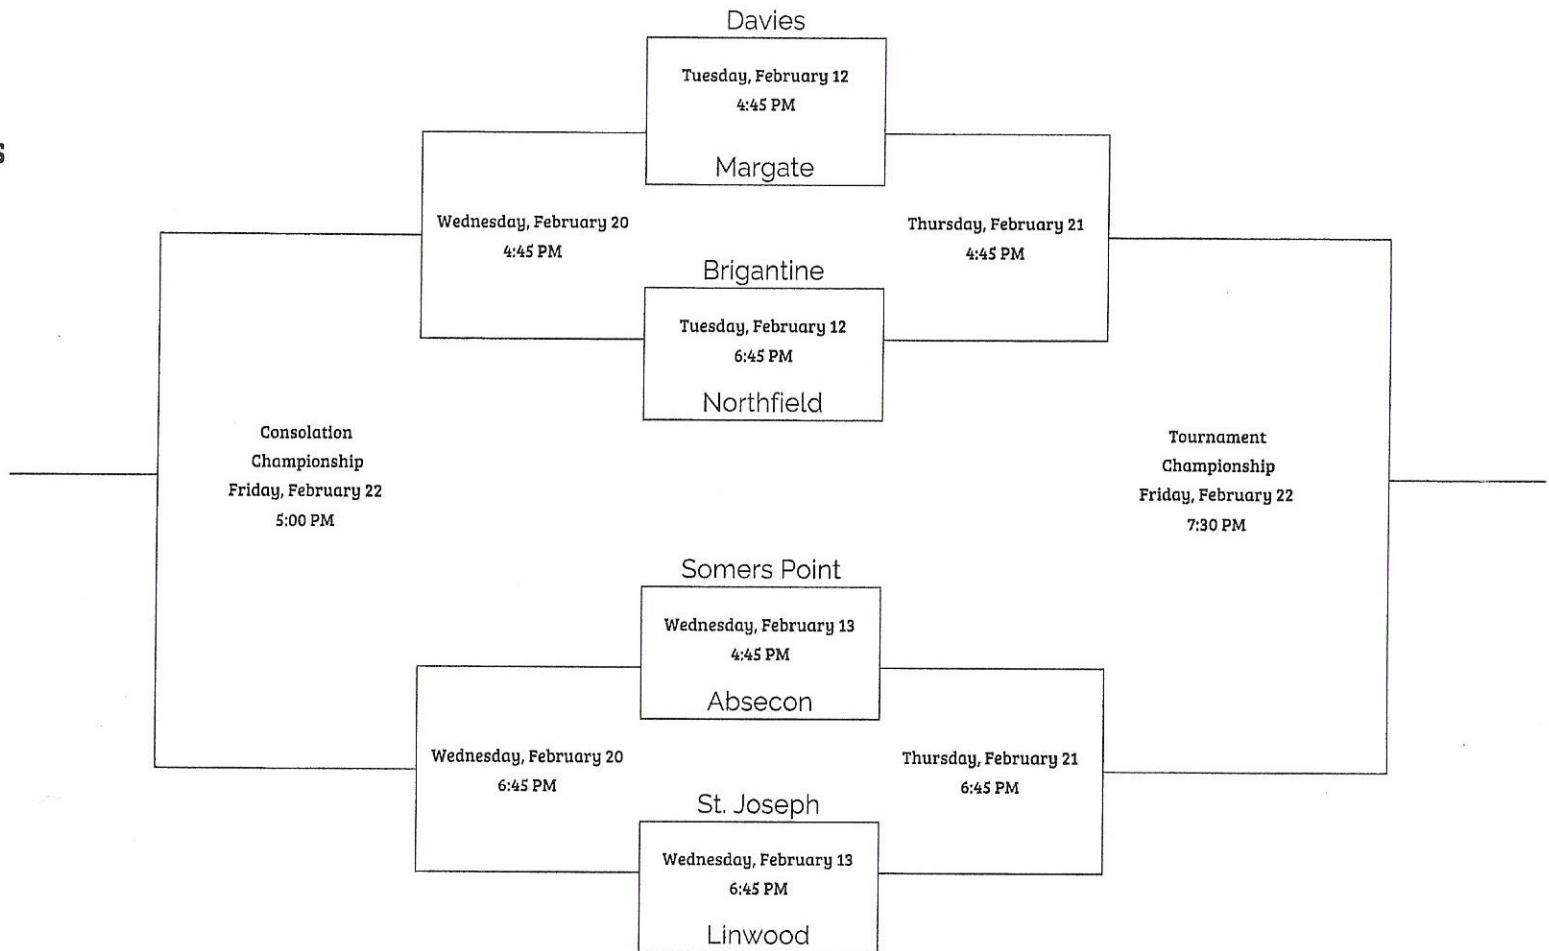 Davies
Tuesday, February 12
4:45 PM
Margate
Wednesday, February 20
4:45 PM
Thursday, February 21
4:45 PM
Brigantine
Tuesday, February 12
6:45 PM
Northfield
Consolation
Championship
Friday, February 22
5:00 PM
Tournament
Championship
Friday, February 22
7:30 PM
Somers Point
Wednesday, February 13
4:45 PM
Absecon
Wednesday, February 20
6:45 PM
Thursday, February 21
6:45 PM
St. Joseph
Wednesday, February 13
6:45 PM
Linwood